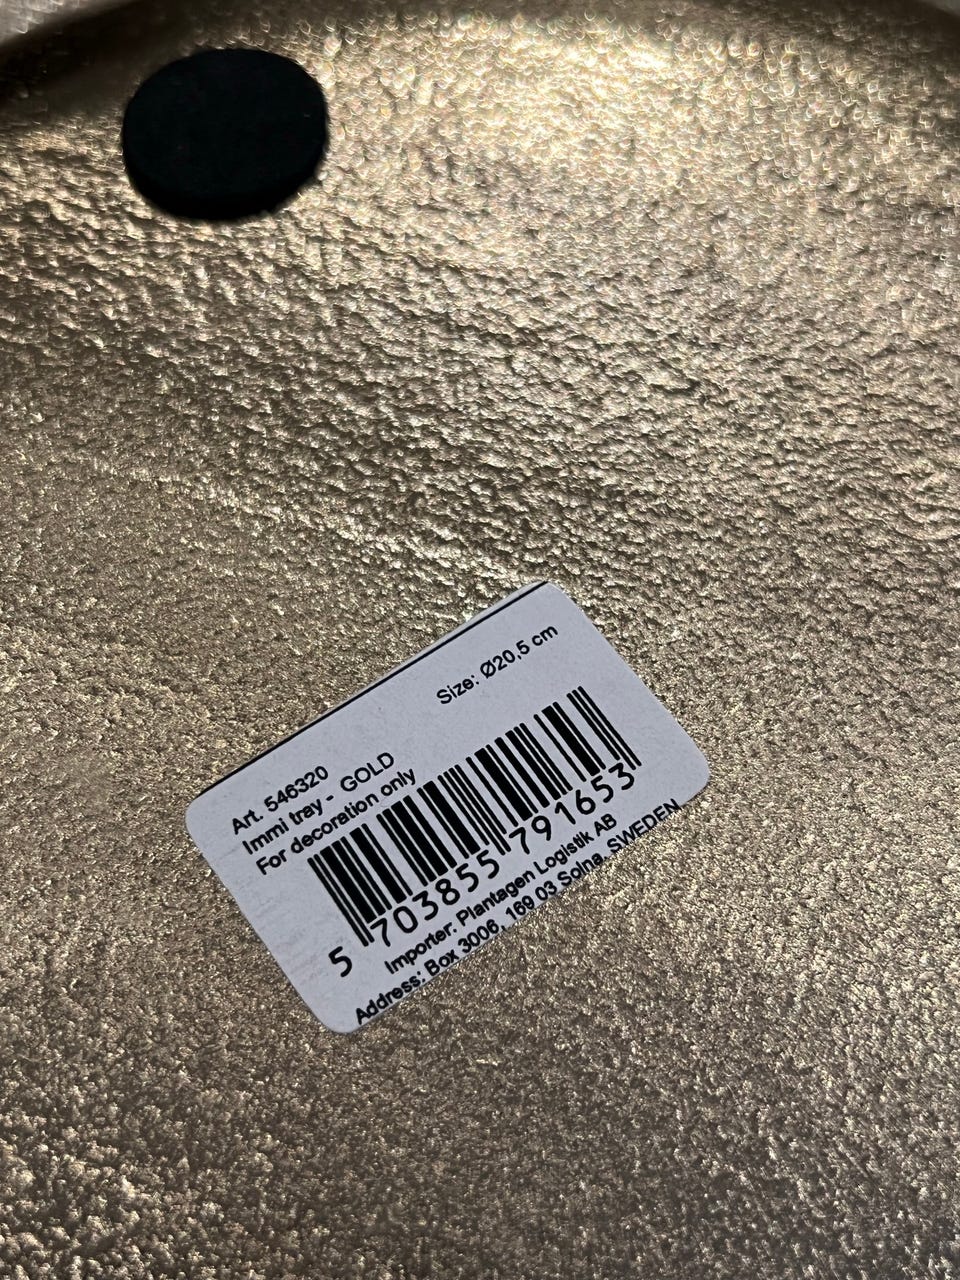 Size: Ø20,5 cm
Art. 546320
Immi tray - GOLD
For decoration only
5 703855 791653
Importer: Plantagen Logistik AB
Address: Box 3006, 169 03 Solna, SWEDEN